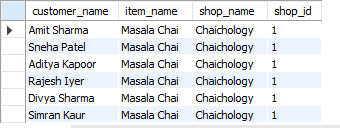 customer_name item_name shop_name shop_id
Amit Sharma Masala Chai Chaichology 1
Sneha Patel Masala Chai Chaichology 1
Aditya Kapoor Masala Chai Chaichology 1
Rajesh Iyer Masala Chai Chaichology 1
Divya Sharma Masala Chai Chaichology 1
Simran Kaur Masala Chai Chaichology 1